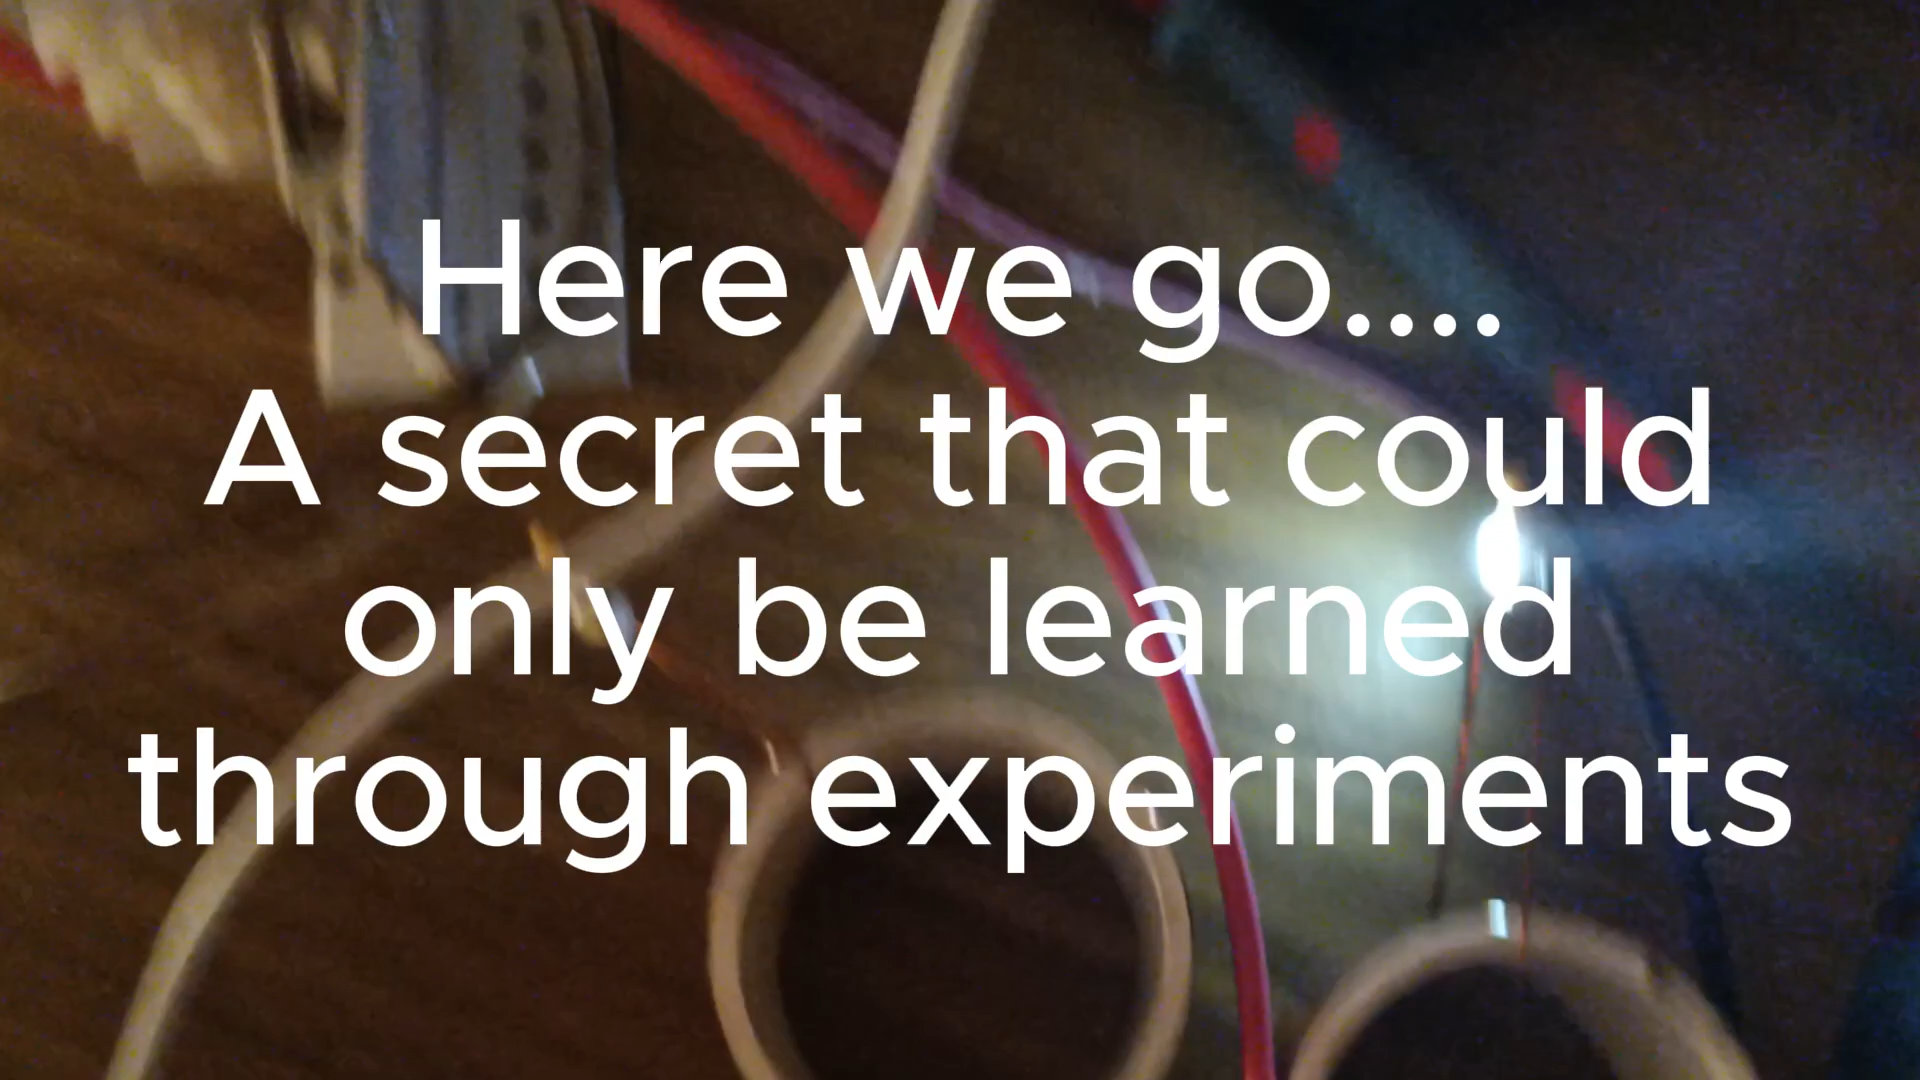 Here we go....
A secret that could
only be learned
through experiments